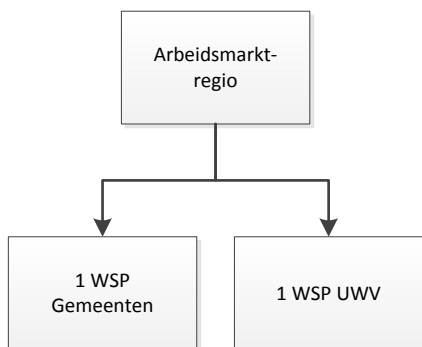 Arbeidsmarkt-
regio
1 WSP
Gemeenten
1 WSP UWV